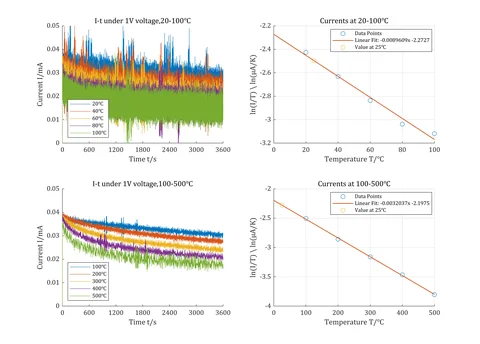 I-t under 1V voltage,20-100℃
0.05
0.04
0.03
0.02
0.01
0
Current I/mA
20℃
40℃
60℃
80℃
100℃
0 600 1200 1800 2400 3000 3600
Time t/s
Currents at 20-100℃
-2.2
-2.4
-2.6
-2.8
-3
-3.2
ln(I/T) \ ln(μA/K)
Data Points
Linear Fit: -0.0089609x -2.2727
Value at 25℃
0 20 40 60 80 100
Temperature T/℃
I-t under 1V voltage,100-500℃
0.05
0.04
0.03
0.02
0.01
0
Current I/mA
100℃
200℃
300℃
400℃
500℃
0 600 1200 1800 2400 3000 3600
Time t/s
Currents at 100-500℃
-2
-2.5
-3
-3.5
-4
ln(I/T) \ln(μA/K)
Data Points
Linear Fit: -0.0032037x -2.1975
Value at 25℃
0 100 200 300 400 500
Temperature T/℃